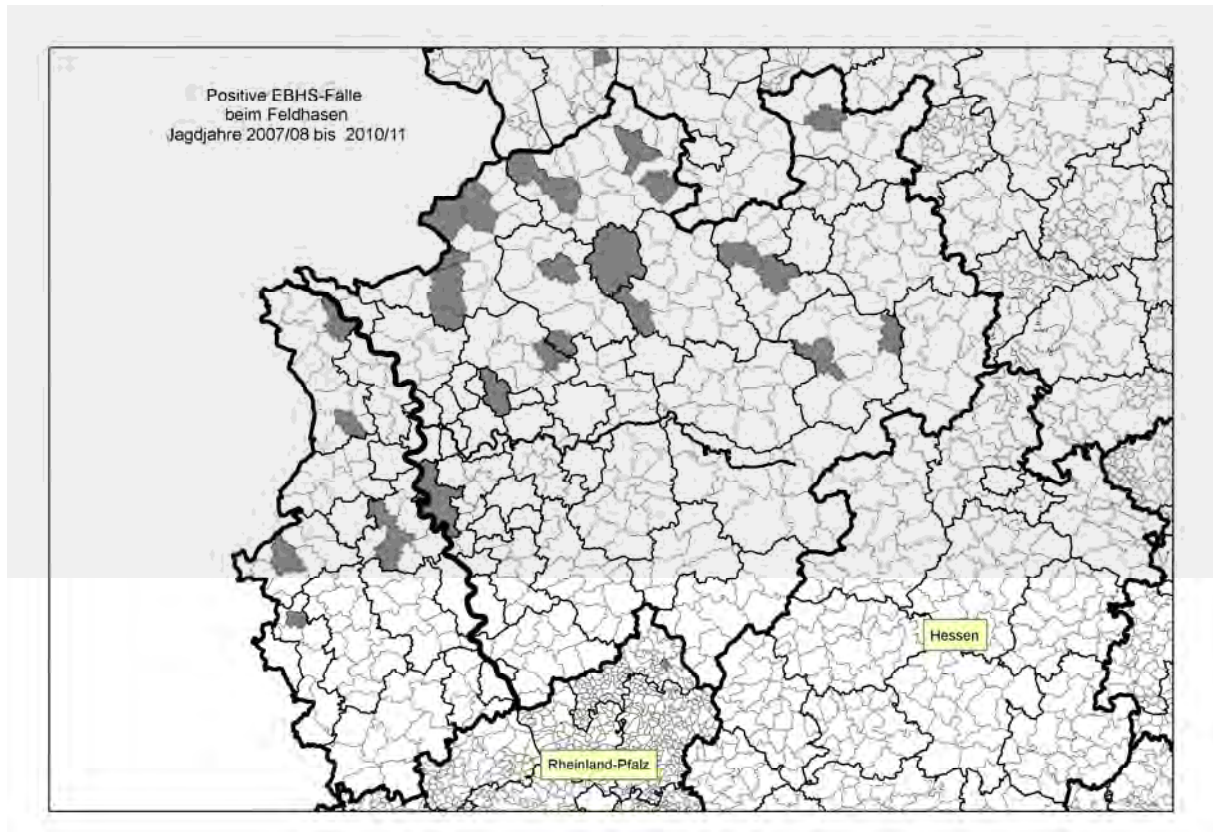 Positive EBHS-Fälle
beim Feldhasen
Jagdjahre 2007/08 bis 2010/11
Hessen
Rheinland-Pfalz